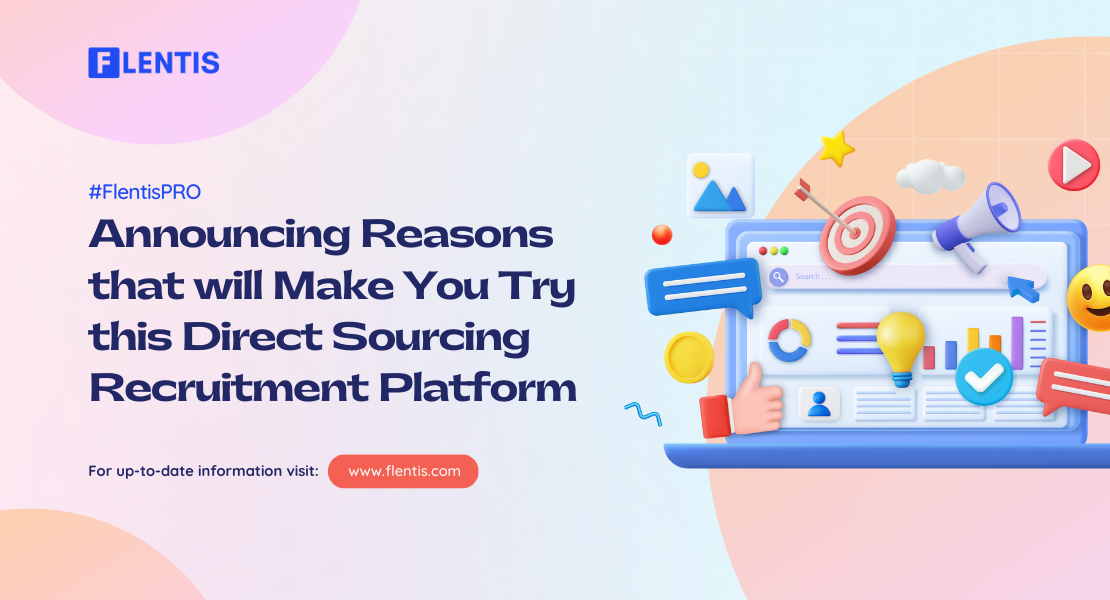 FLENTIS
#FlentisPRO
Announcing Reasons
that will Make You Try
this Direct Sourcing
Recruitment Platform
For up-to-date information visit: www.flentis.com
Search . . .